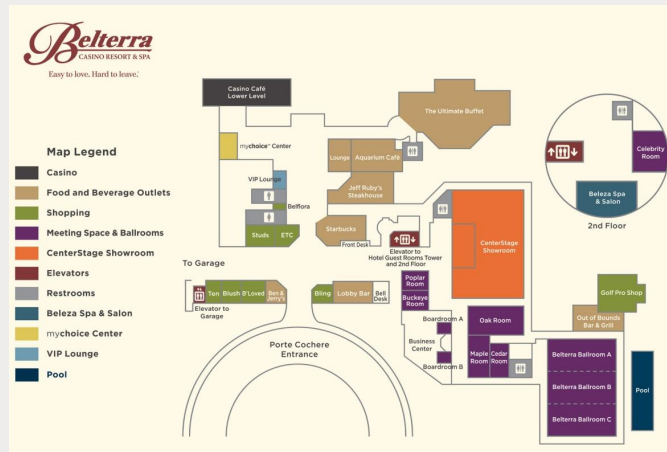 Belterra
CASINO RESORT & SPA
Easy to love. Hard to leave.
Map Legend
Casino
Food and Beverage Outlets
Shopping
Meeting Space & Ballrooms
CenterStage Showroom
Elevators
Restrooms
Beleza Spa & Salon
mychoice Center
VIP Lounge
Pool
Casino Café
Lower Level
mychoice™ Center
VIP Lounge
Belflora
Studs ETC
The Ultimate Buffet
Lounge
Aquarium Café
Jeff Ruby's
Steakhouse
Starbucks
Front Desk
Elevator to
Hotel Guest Rooms Tower
and 2nd Floor
CenterStage
Showroom
Celebrity
Room
Beleza Spa
& Salon
2nd Floor
To Garage
Ten
Blush
B'Loved
Ben &
Jerry's
Elevator to
Garage
Bling
Lobby Bar
Bell
Desk
Porte Cochere
Entrance
Poplar
Room
Buckeye
Room
Boardroom A
Business
Center
Boardroom B
Oak Room
Maple
Room
Cedar
Room
Golf Pro Shop
Out of Bounds
Bar & Grill
Belterra Ballroom A
Belterra Ballroom B
Belterra Ballroom C
Pool